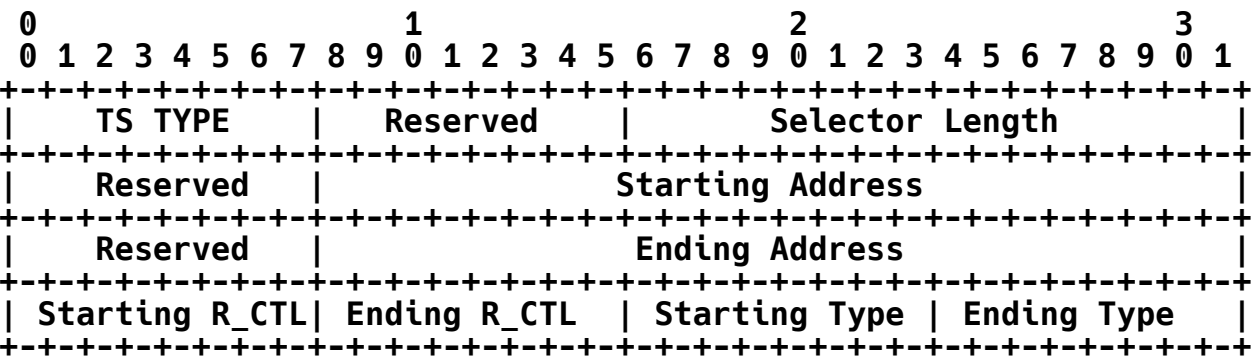 0                   1                   2                   3
 0 1 2 3 4 5 6 7 8 9 0 1 2 3 4 5 6 7 8 9 0 1 2 3 4 5 6 7 8 9 0 1
+-+-+-+-+-+-+-+-+-+-+-+-+-+-+-+-+-+-+-+-+-+-+-+-+-+-+-+-+-+-+-+-+
|    TS TYPE    |   Reserved    |       Selector Length         |
+-+-+-+-+-+-+-+-+-+-+-+-+-+-+-+-+-+-+-+-+-+-+-+-+-+-+-+-+-+-+-+-+
|    Reserved   |               Starting Address                |
+-+-+-+-+-+-+-+-+-+-+-+-+-+-+-+-+-+-+-+-+-+-+-+-+-+-+-+-+-+-+-+-+
|    Reserved   |                Ending Address                 |
+-+-+-+-+-+-+-+-+-+-+-+-+-+-+-+-+-+-+-+-+-+-+-+-+-+-+-+-+-+-+-+-+
| Starting R_CTL| Ending R_CTL  | Starting Type | Ending Type   |
+-+-+-+-+-+-+-+-+-+-+-+-+-+-+-+-+-+-+-+-+-+-+-+-+-+-+-+-+-+-+-+-+